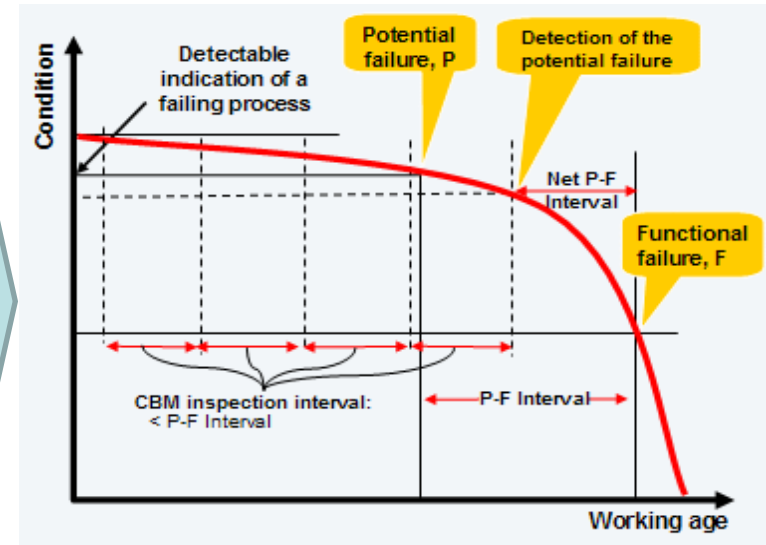 Potential
failure, P
Detection of the
potential failure
Detectable
indication of a
failing process
Condition
Net P-F
Interval
Functional
failure, F
CBM inspection interval:
< P-F Interval
P-F Interval
Working age